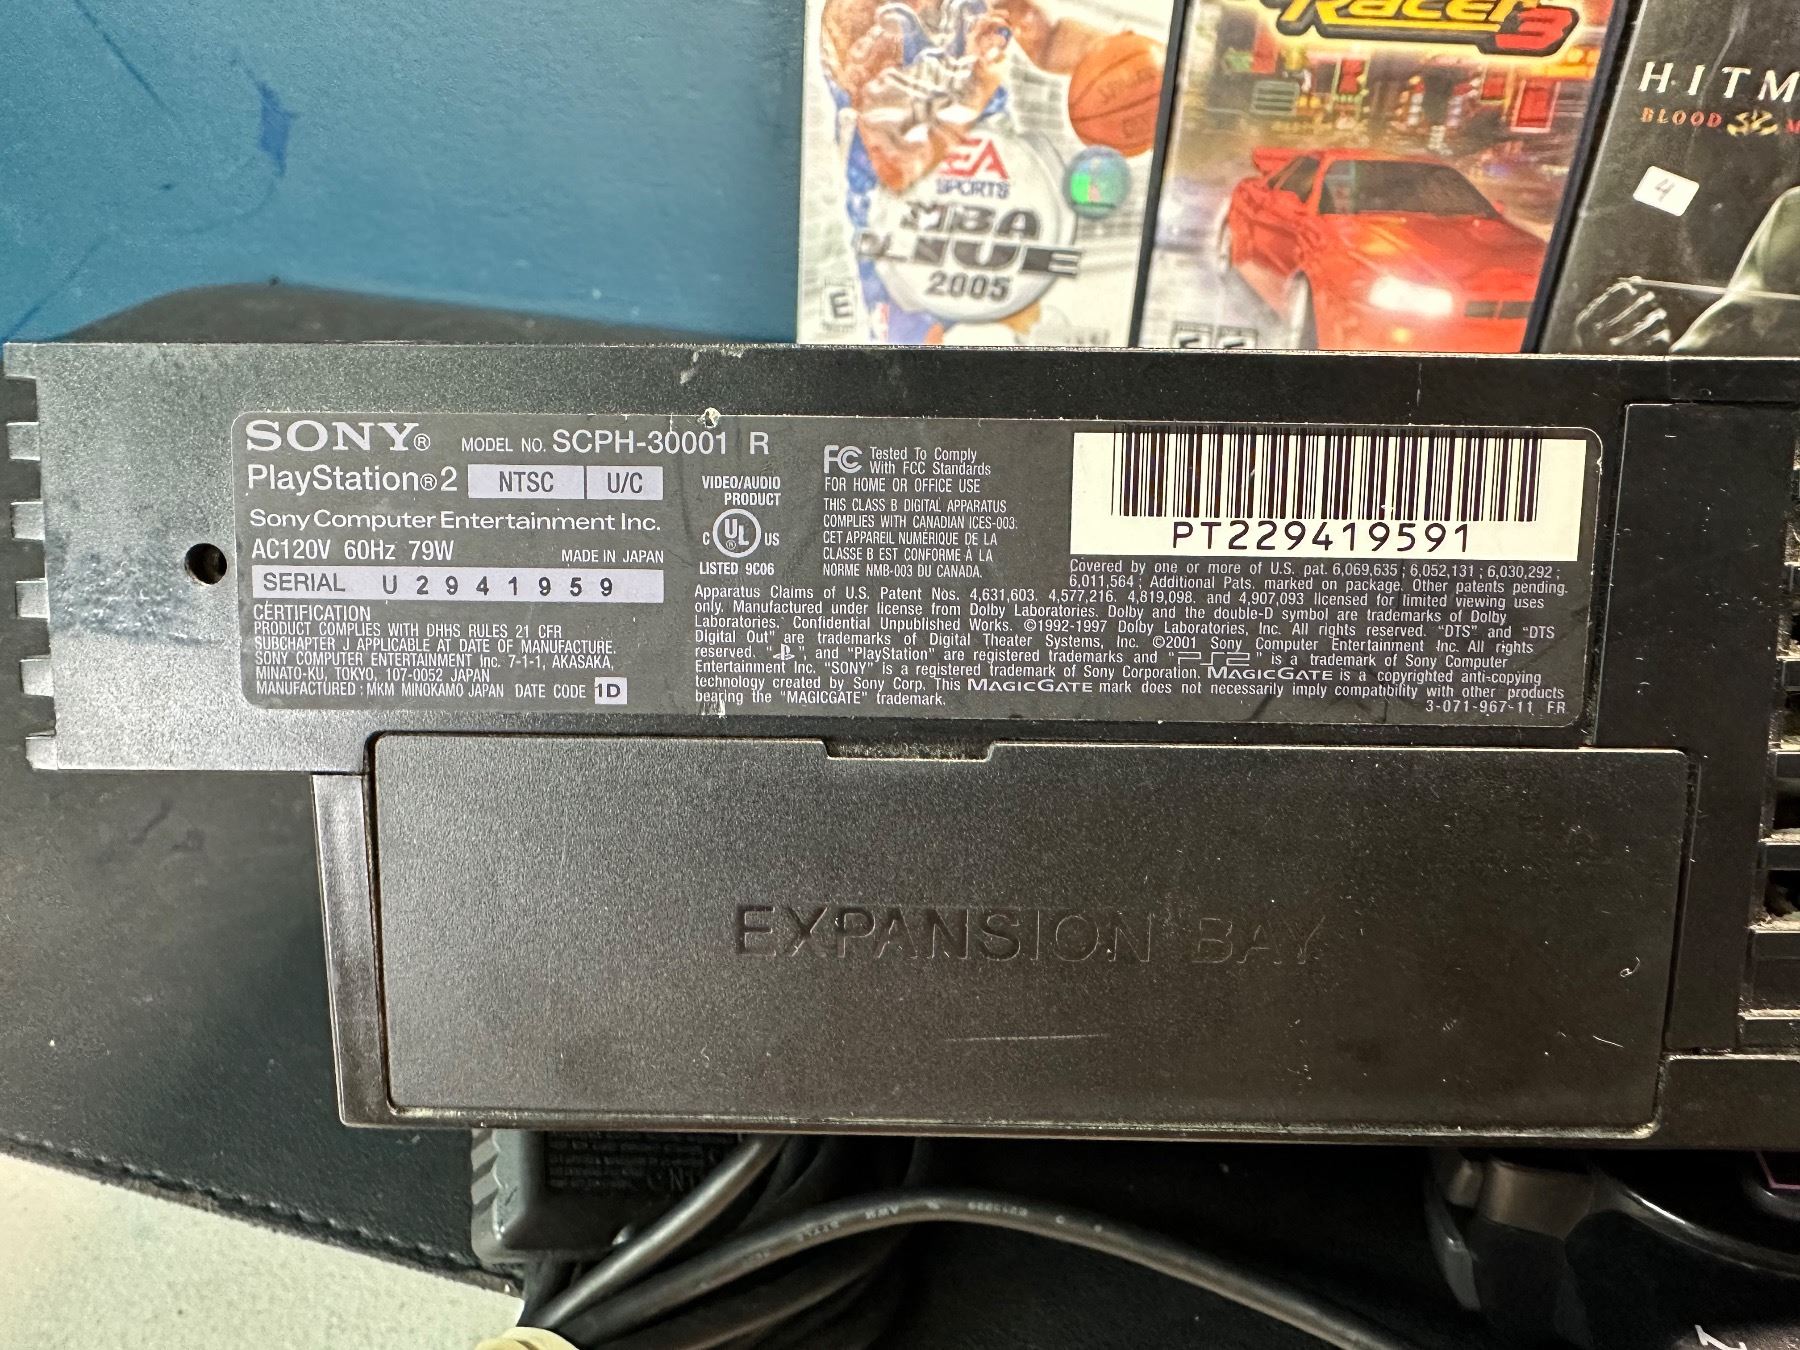 Racer 3
HITM
BLOOD
4
EA
SPORTS
NBA
LIVE
2005
E
SONY® MODEL NO. SCPH-30001 R
PlayStation®2 NTSC U/C
Sony Computer Entertainment Inc.
AC120V 60Hz 79W MADE IN JAPAN
SERIAL U2941959
CERTIFICATION
PRODUCT COMPLIES WITH DHHS RULES 21 CFR
SUBCHAPTER J APPLICABLE AT DATE OF MANUFACTURE.
SONY COMPUTER ENTERTAINMENT Inc. 7-1-1, AKASAKA,
MINATO-KU, TOKYO, 107-0052 JAPAN
MANUFACTURED : MKM MINOKAMO JAPAN DATE CODE 1D
VIDEO/AUDIO
PRODUCT
C UL ® US
LISTED 9C06
FC Tested To Comply
With FCC Standards
FOR HOME OR OFFICE USE
THIS CLASS B DIGITAL APPARATUS
COMPLIES WITH CANADIAN ICES-003.
CET APPAREIL NUMÉRIQUE DE LA
CLASSE B EST CONFORME À LA
NORME NMB-003 DU CANADA.
PT229419591
Covered by one or more of U.S. pat. 6,069,635 ; 6,052,131 ; 6,030,292 ;
6,011,564 ; Additional Pats. marked on package. Other patents pending.
Apparatus Claims of U.S. Patent Nos. 4,631,603. 4,577,216. 4,819,098. and 4,907,093 licensed for limited viewing uses
only. Manufactured under license from Dolby Laboratories. Dolby and the double-D symbol are trademarks of Dolby
Laboratories. Confidential Unpublished Works. ©1992-1997 Dolby Laboratories, Inc. All rights reserved. "DTS" and "DTS
Digital Out" are trademarks of Digital Theater Systems, Inc. ©2001 Sony Computer Entertainment Inc. All rights
reserved. " ", and "PlayStation" are registered trademarks and "PS2" is a trademark of Sony Computer
Entertainment Inc. "SONY" is a registered trademark of Sony Corporation. MAGICGATE is a copyrighted anti-copying
technology created by Sony Corp. This MAGICGATE mark does not necessarily imply compatibility with other products
bearing the "MAGICGATE" trademark.
3-071-967-11 FR
EXPANSION BAY